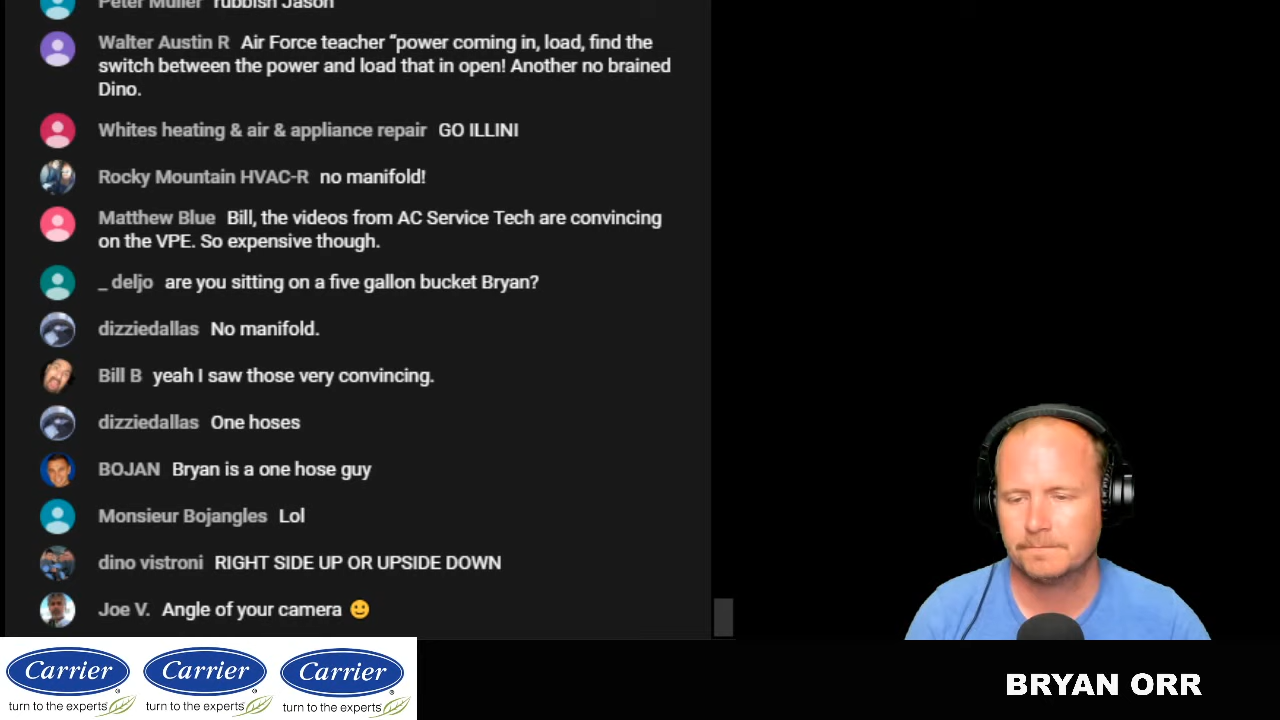 Peter Muller rubbish Jason
Walter Austin R Air Force teacher "power coming in, load, find the
switch between the power and load that in open! Another no brained
Dino.
Whites heating & air & appliance repair GO ILLINI
Rocky Mountain HVAC-R no manifold!
Matthew Blue Bill, the videos from AC Service Tech are convincing
on the VPE. So expensive though.
_ deljo are you sitting on a five gallon bucket Bryan?
dizziedallas No manifold.
Bill B yeah I saw those very convincing.
dizziedallas One hoses
BOJAN Bryan is a one hose guy
Monsieur Bojangles Lol
dino vistroni RIGHT SIDE UP OR UPSIDE DOWN
Joe V. Angle of your camera 🙂
Carrier Carrier Carrier
turn to the experts turn to the experts turn to the experts
BRYAN ORR